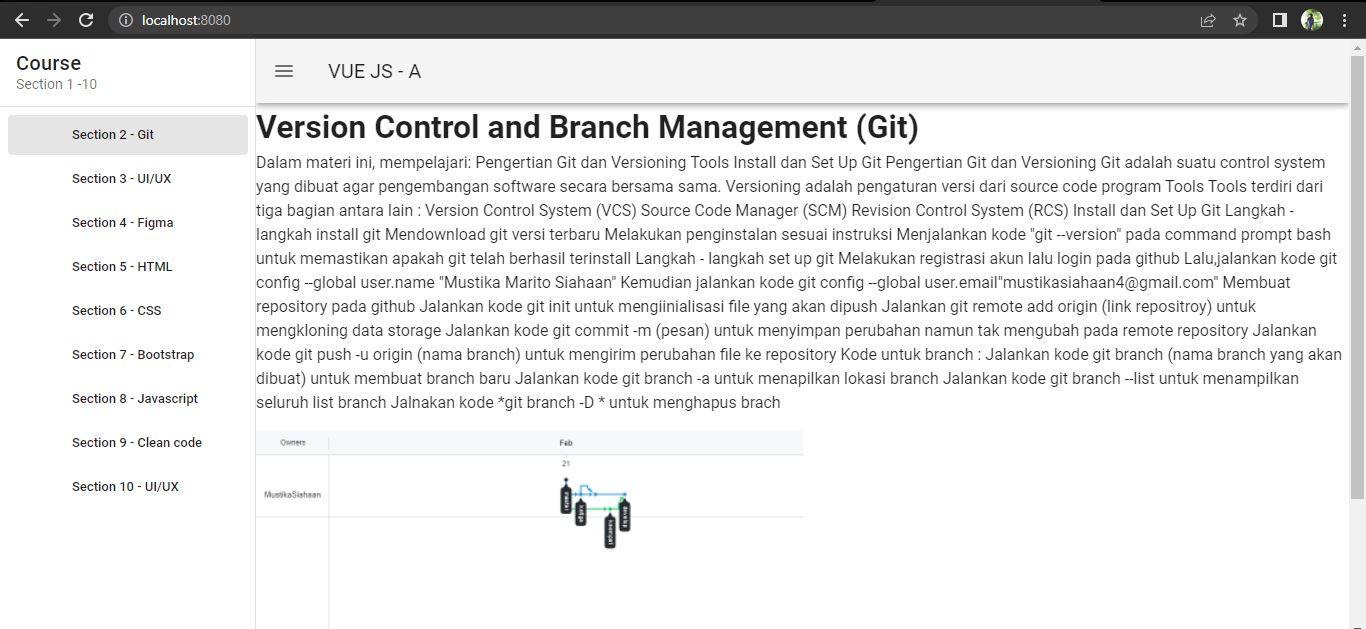 localhost:8080
Course
Section 1 -10
VUE JS - A
Section 2 - Git
Section 3 - UI/UX
Section 4 - Figma
Section 5 - HTML
Section 6 - CSS
Section 7 - Bootstrap
Section 8 - Javascript
Section 9 - Clean code
Section 10 - UI/UX
Version Control and Branch Management (Git)
Dalam materi ini, mempelajari: Pengertian Git dan Versioning Tools Install dan Set Up Git Pengertian Git dan Versioning Git adalah suatu control system
yang dibuat agar pengembangan software secara bersama sama. Versioning adalah pengaturan versi dari source code program Tools Tools terdiri dari
tiga bagian antara lain : Version Control System (VCS) Source Code Manager (SCM) Revision Control System (RCS) Install dan Set Up Git Langkah -
langkah install git Mendownload git versi terbaru Melakukan penginstalan sesuai instruksi Menjalankan kode "git --version" pada command prompt bash
untuk memastikan apakah git telah berhasil terinstall Langkah - langkah set up git Melakukan registrasi akun lalu login pada github Lalu,jalankan kode git
config --global user.name "Mustika Marito Siahaan" Kemudian jalankan kode git config --global user.email"mustikasiahaan4@gmail.com" Membuat
repository pada github Jalankan kode git init untuk mengiinialisasi file yang akan dipush Jalankan git remote add origin (link repositroy) untuk
mengkloning data storage Jalankan kode git commit -m (pesan) untuk menyimpan perubahan namun tak mengubah pada remote repository Jalankan
kode git push -u origin (nama branch) untuk mengirim perubahan file ke repository Kode untuk branch : Jalankan kode git branch (nama branch yang akan
dibuat) untuk membuat branch baru Jalankan kode git branch -a untuk menapilkan lokasi branch Jalankan kode git branch --list untuk menampilkan
seluruh list branch Jalnakan kode *git branch -D * untuk menghapus brach
Owners
Feb
21
MustikaSiahaan